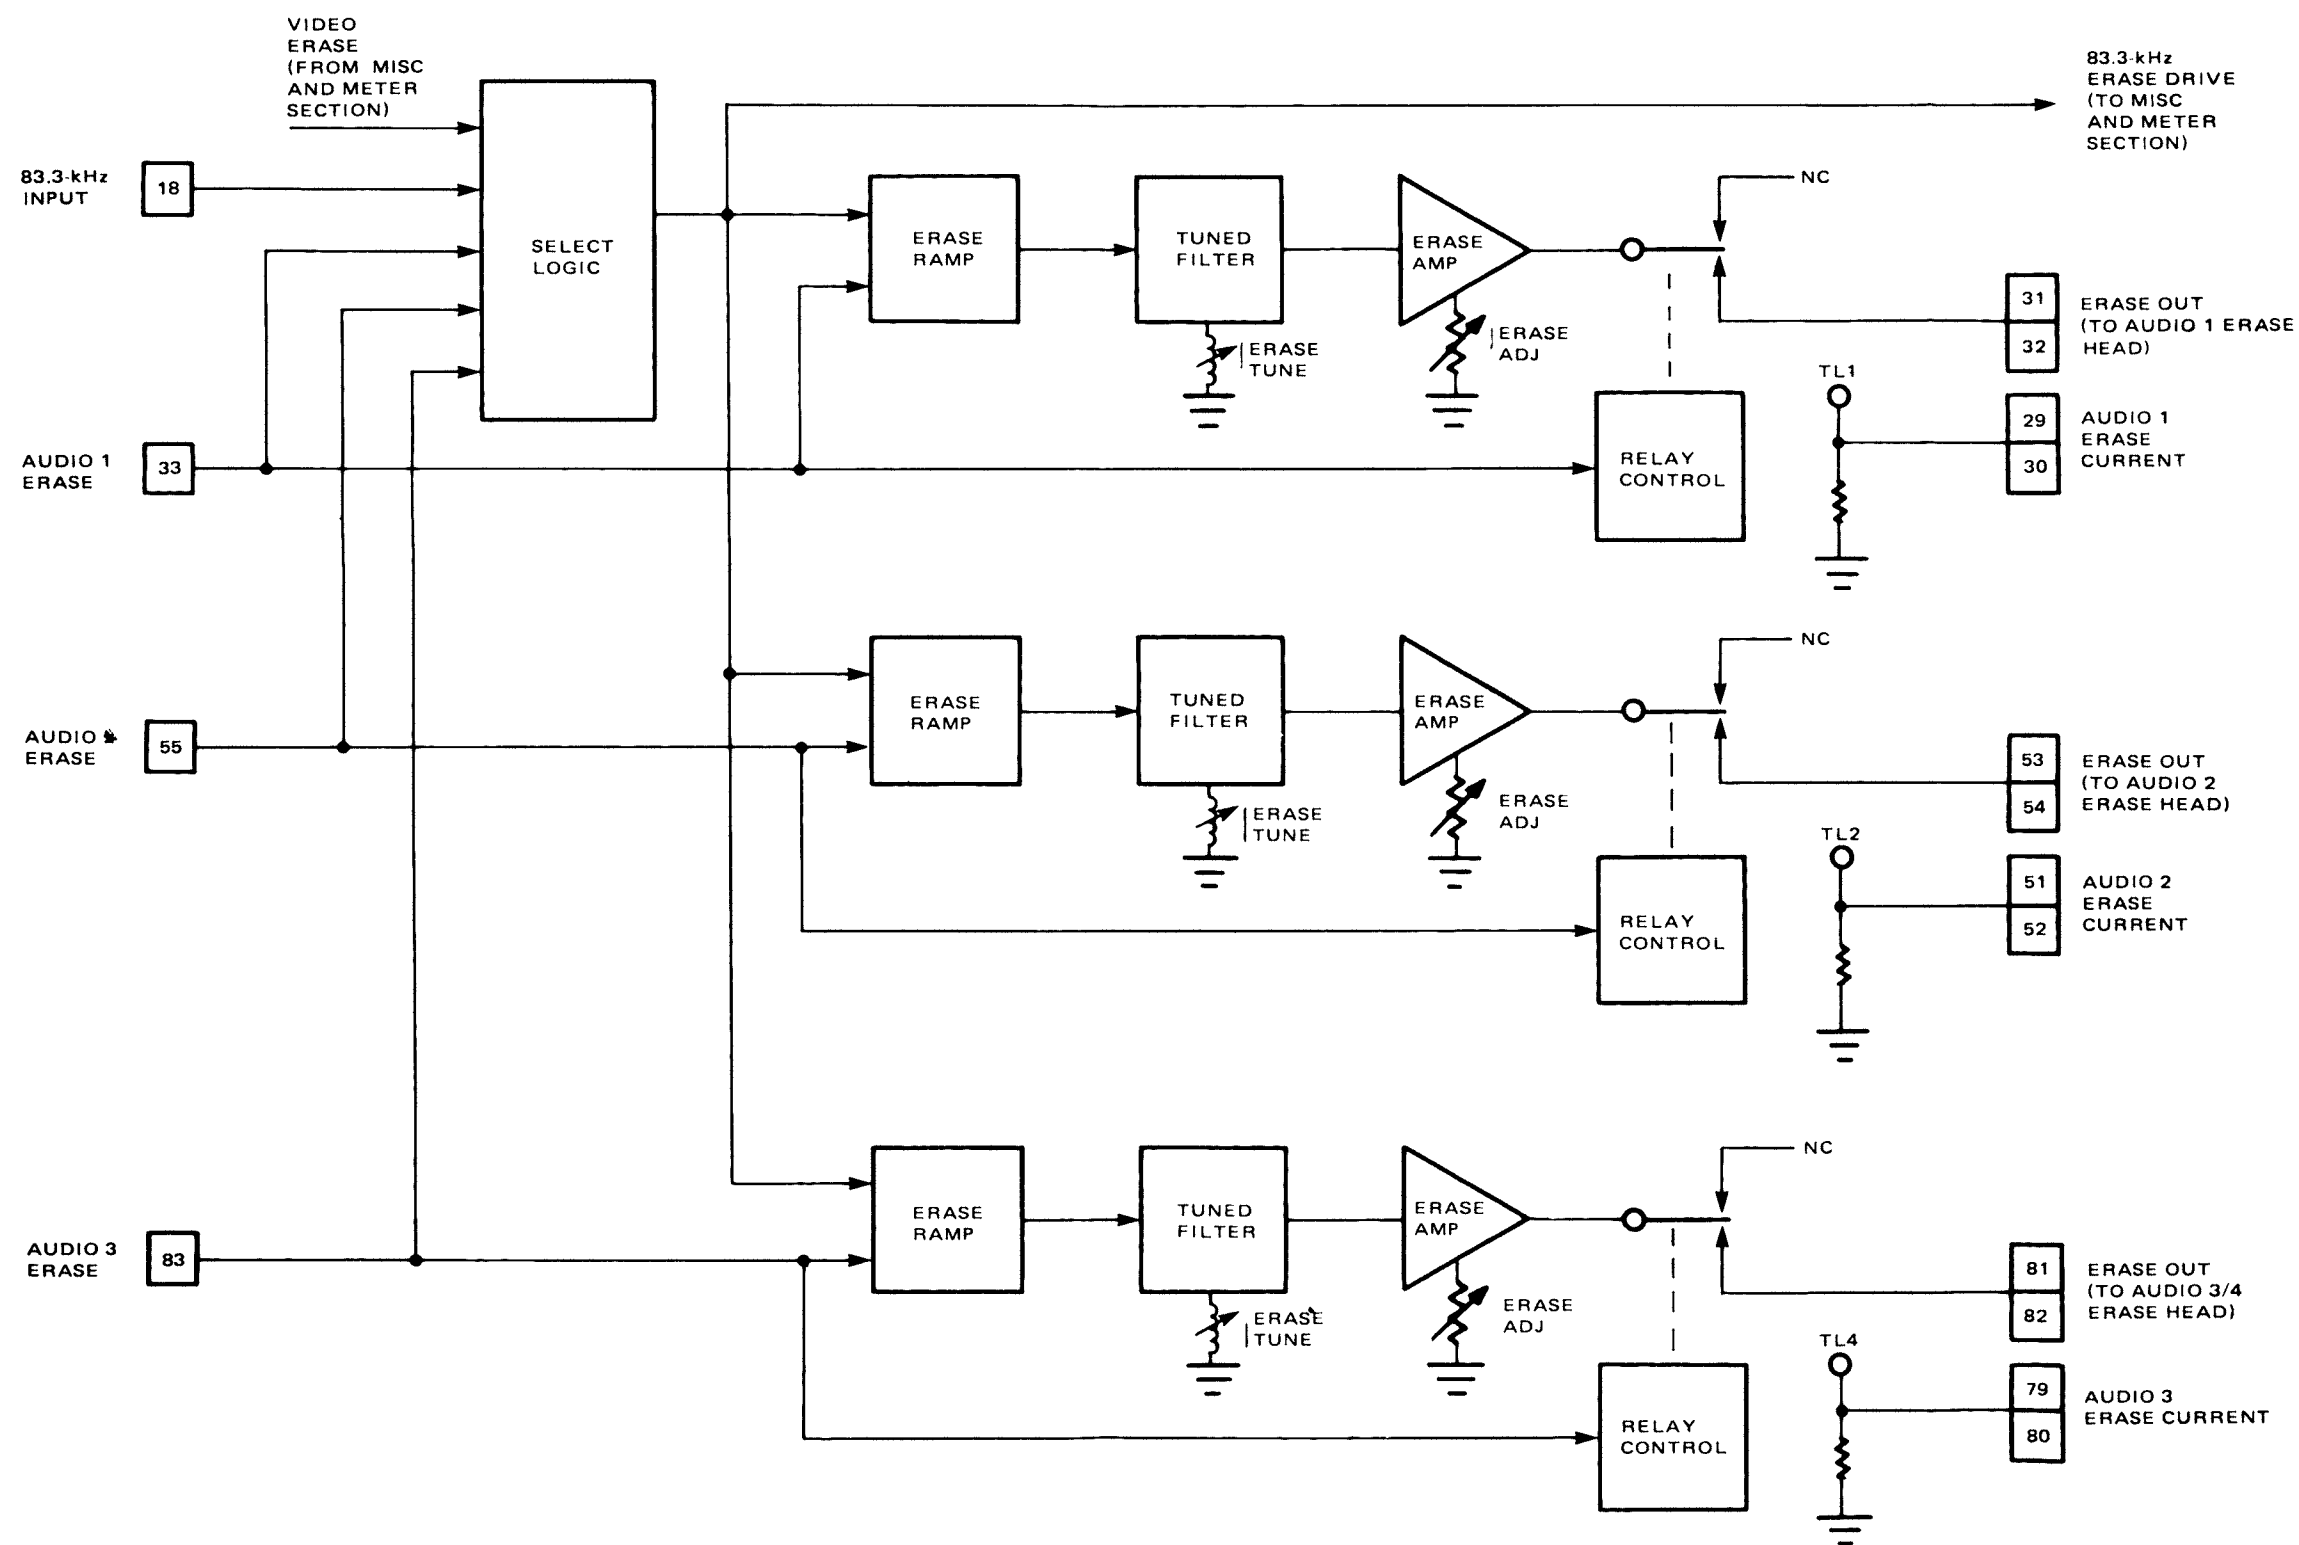 VIDEO
ERASE
(FROM MISC
AND METER
SECTION)
83.3-kHz
ERASE DRIVE
(TO MISC
AND METER
SECTION)
83.3-kHz
INPUT
18
SELECT
LOGIC
ERASE
RAMP
TUNED
FILTER
ERASE
AMP
NC
ERASE
TUNE
ERASE
ADJ
31
32
ERASE OUT
(TO AUDIO 1 ERASE
HEAD)
TL1
29
30
AUDIO 1
ERASE
CURRENT
AUDIO 1
ERASE
33
RELAY
CONTROL
NC
ERASE
RAMP
TUNED
FILTER
ERASE
AMP
AUDIO
ERASE
55
ERASE
TUNE
ERASE
ADJ
53
54
ERASE OUT
(TO AUDIO 2
ERASE HEAD)
TL2
51
52
AUDIO 2
ERASE
CURRENT
RELAY
CONTROL
NC
ERASE
RAMP
TUNED
FILTER
ERASE
AMP
AUDIO 3
ERASE
83
ERASE
TUNE
ERASE
ADJ
81
82
ERASE OUT
(TO AUDIO 3/4
ERASE HEAD)
TL4
79
80
AUDIO 3
ERASE CURRENT
RELAY
CONTROL